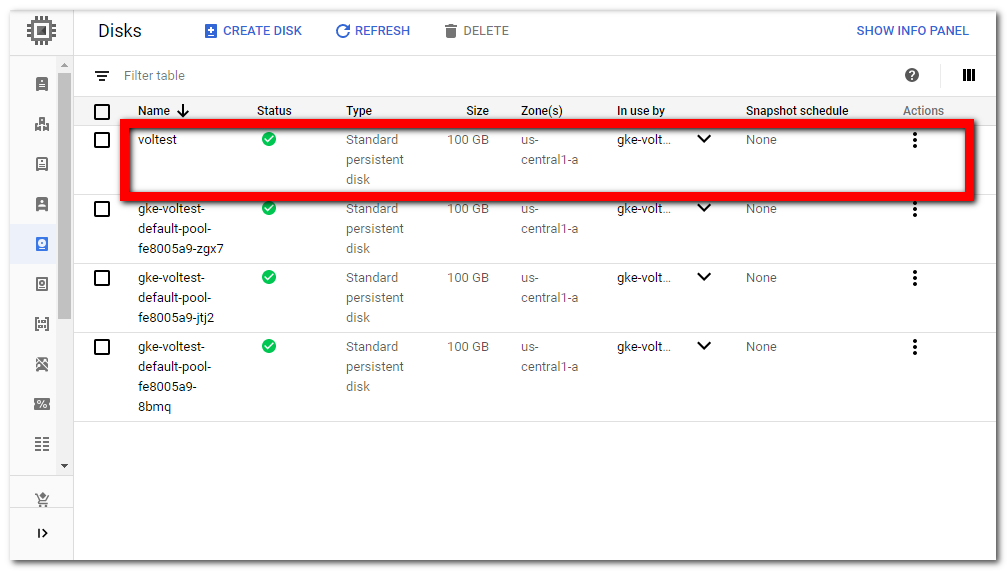 Disks CREATE DISK REFRESH DELETE SHOW INFO PANEL
Filter table
Name Status Type Size Zone(s) In use by Snapshot schedule Actions
voltest Standard 100 GB us- gke-volt... None
persistent central1-a
disk
gke-voltest- Standard 100 GB us- gke-volt... None
default-pool- persistent central1-a
fe8005a9-zgx7 disk
gke-voltest- Standard 100 GB us- gke-volt... None
default-pool- persistent central1-a
fe8005a9-jtj2 disk
gke-voltest- Standard 100 GB us- gke-volt... None
default-pool- persistent central1-a
fe8005a9- disk
8bmq